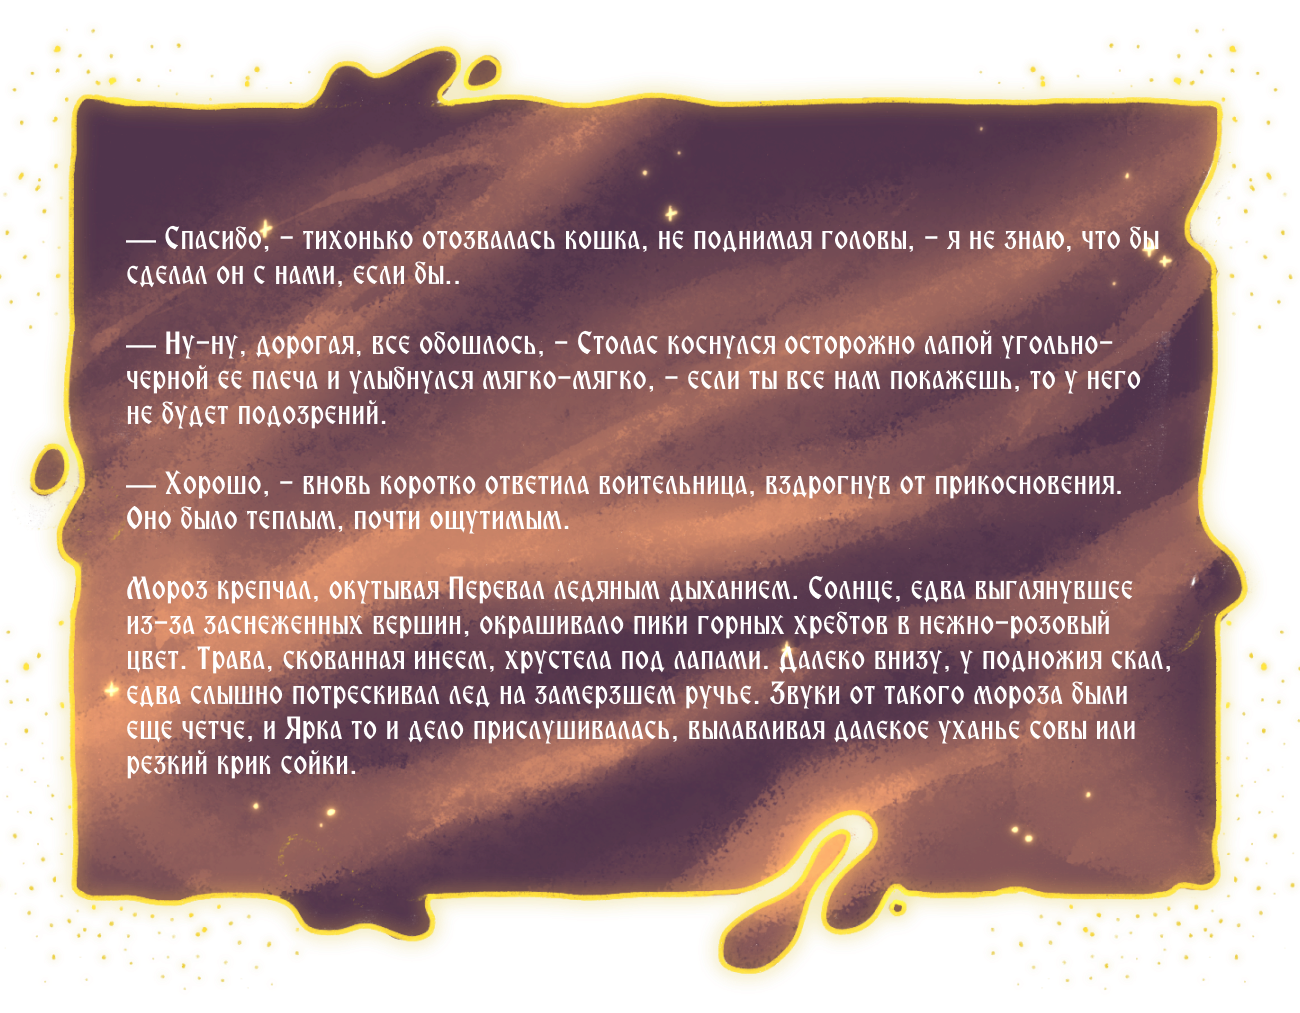 — Спасибо, – тихонько отозвалась кошка, не поднимая головы, – я не знаю, что бы
сделал он с нами, если бы..
— Ну-ну, дорогая, все обошлось, – Столас коснулся осторожно лапой угольно-
черной ее плеча и улыбнулся мягко-мягко, – если ты все нам покажешь, то у него
не будет подозрений.
— Хорошо, – вновь коротко ответила воительница, вздрогнув от прикосновения.
Оно было теплым, почти ощутимым.
Мороз крепчал, окутывая Перевал ледяным дыханием. Солнце, едва выглянувшее
из-за заснеженных вершин, окрашивало пики горных хребтов в нежно-розовый
цвет. Трава, скованная инеем, хрустела под лапами. Далеко внизу, у подножия скал,
едва слышно потрескивал лед на замерзшем ручье. Звуки от такого мороза были
еще четче, и Ярка то и дело прислушивалась, вылавливая далекое уханье совы или
резкий крик сойки.